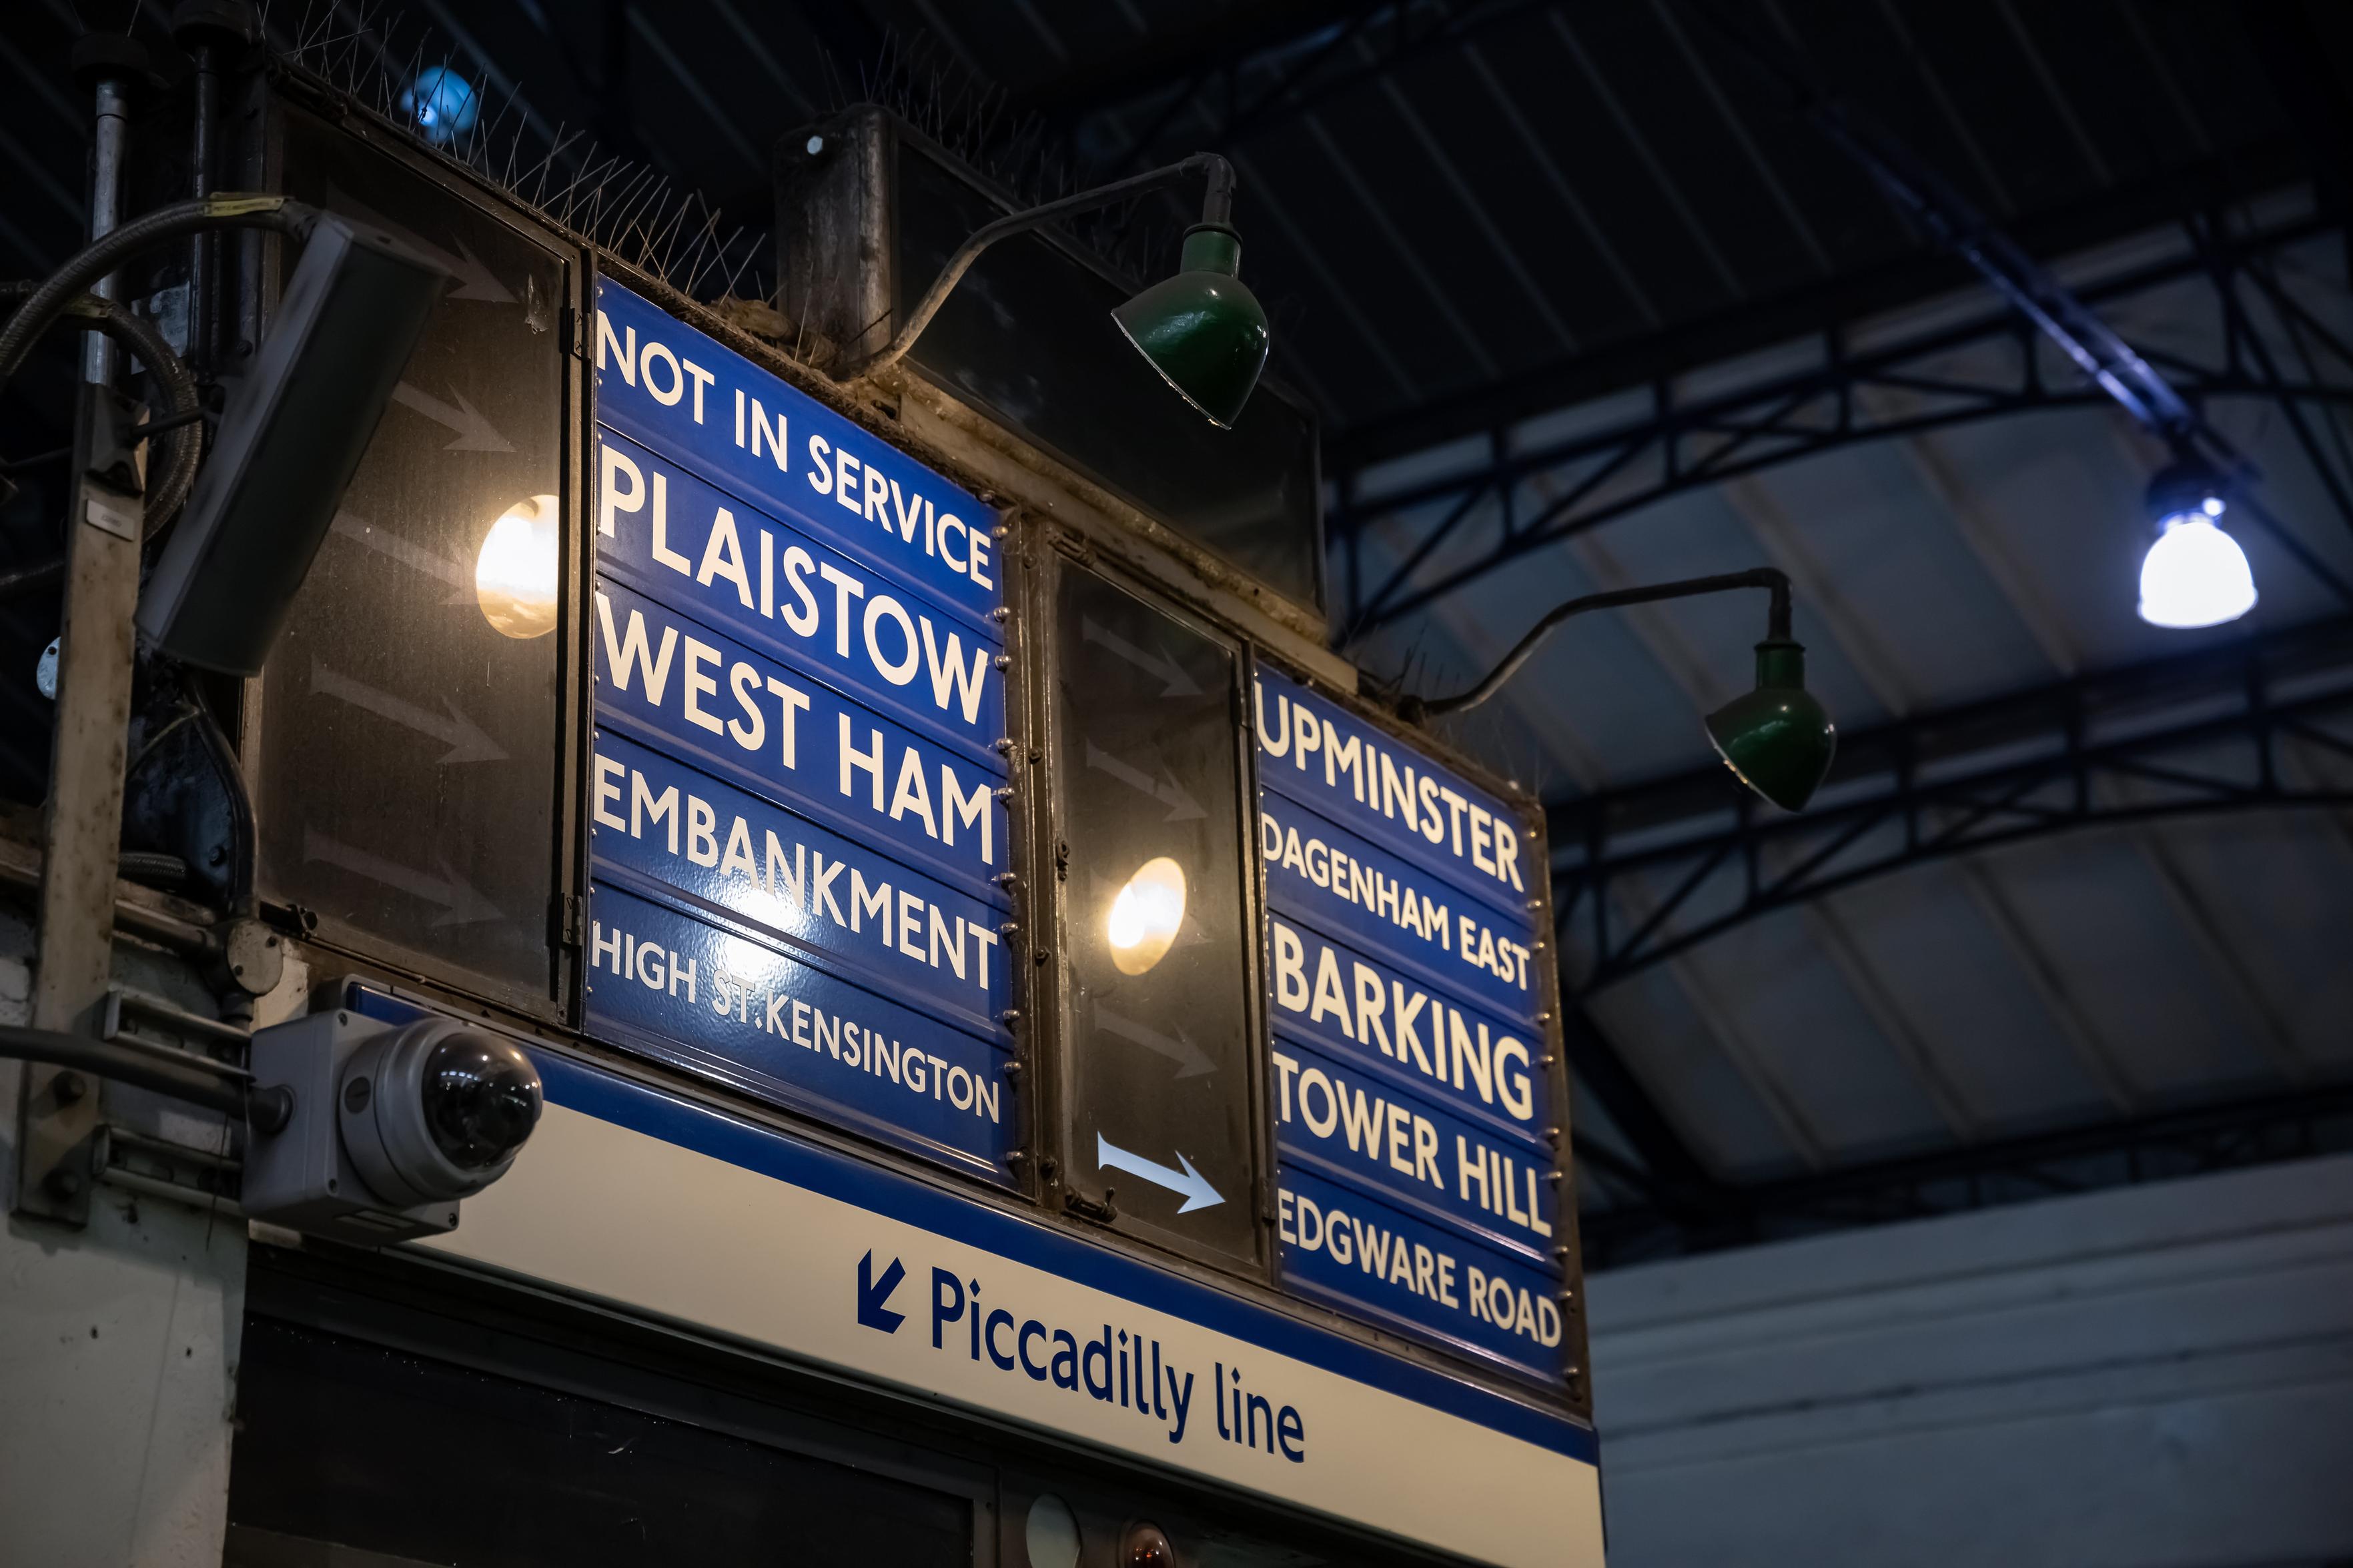 NOT IN SERVICE
PLAISTOW
WEST HAM
EMBANKMENT
HIGH ST. KENSINGTON
UPMINSTER
DAGENHAM EAST
BARKING
TOWER HILL
EDGWARE ROAD
Piccadilly line